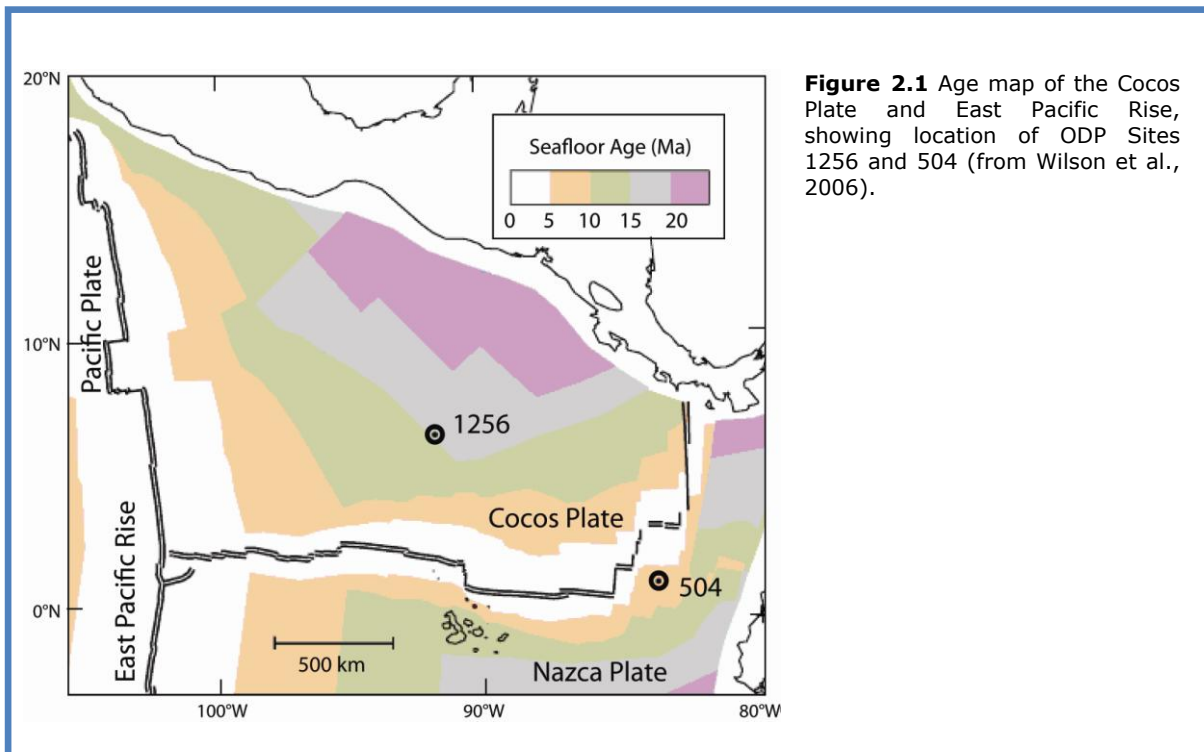 20°N
10°N
0°N
100°W
90°W
80°W
Pacific Plate
East Pacific Rise
Seafloor Age (Ma)
0 5 10 15 20
1256
Cocos Plate
504
500 km
Nazca Plate
Figure 2.1 Age map of the Cocos
Plate and East Pacific Rise,
showing location of ODP Sites
1256 and 504 (from Wilson et al.,
2006).